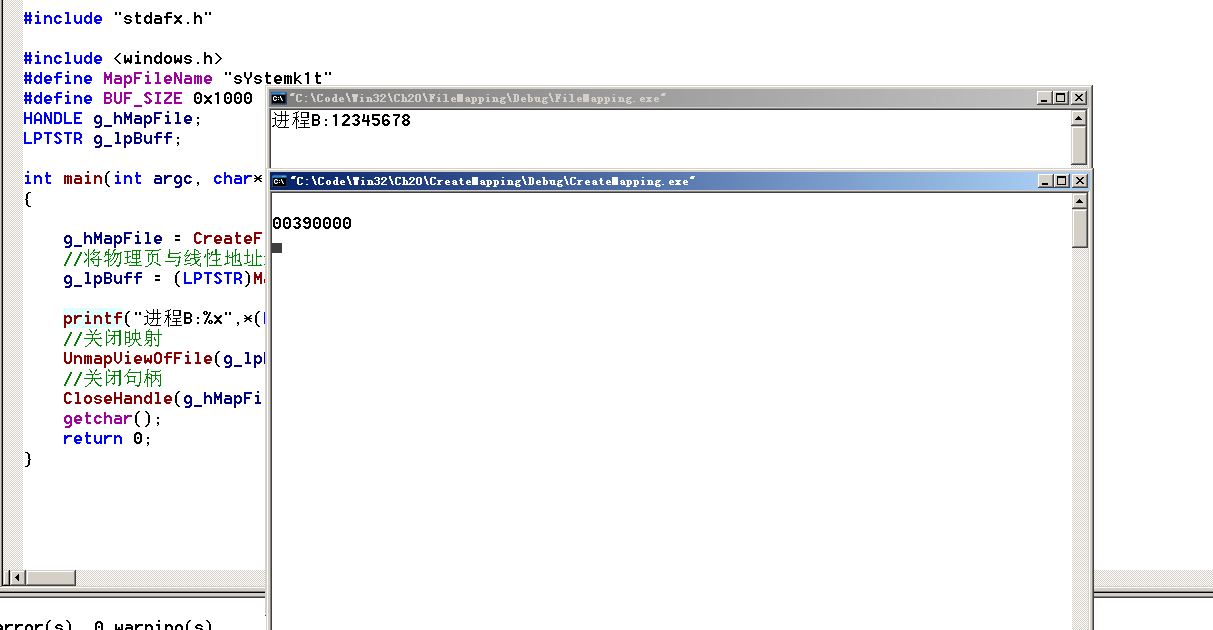 #include "stdafx.h"
#include <windows.h>
#define MapFileName "sYstemk1t"
#define BUF_SIZE 0x1000
HANDLE g_hMapFile;
LPTSTR g_lpBuff;
int main(int argc, char*
{
g_hMapFile = CreateF
//将物理页与线性地址
g_lpBuff = (LPTSTR)Ma
printf("进程B:%x",*(
//关闭映射
UnmapViewOfFile(g_lp
//关闭句柄
CloseHandle(g_hMapFi
getchar();
return 0;
}
"C:\Code\Win32\Ch20\FileMapping\Debug\FileMapping.exe"
进程B:12345678
"C:\Code\Win32\Ch20\CreateMapping\Debug\CreateMapping.exe"
00390000
error(s), 0 warning(s)